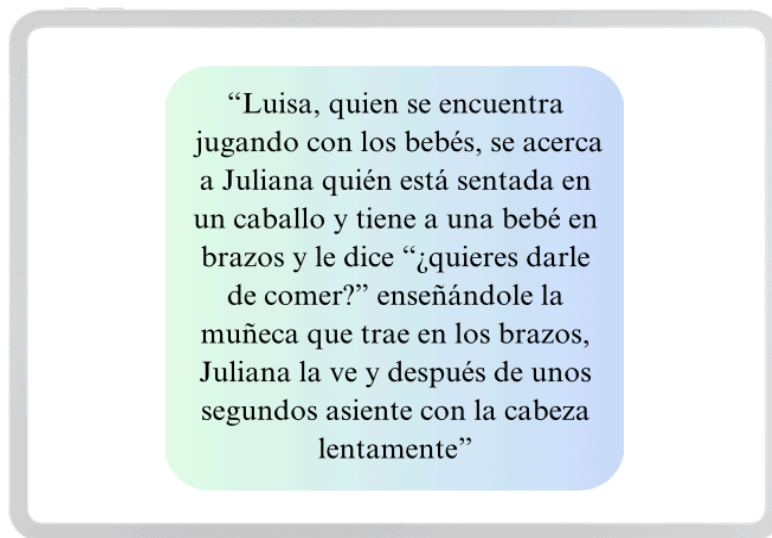 “Luisa, quien se encuentra
jugando con los bebés, se acerca
a Juliana quién está sentada en
un caballo y tiene a una bebé en
brazos y le dice “¿quieres darle
de comer?” enseñándole la
muñeca que trae en los brazos,
Juliana la ve y después de unos
segundos asiente con la cabeza
lentamente”